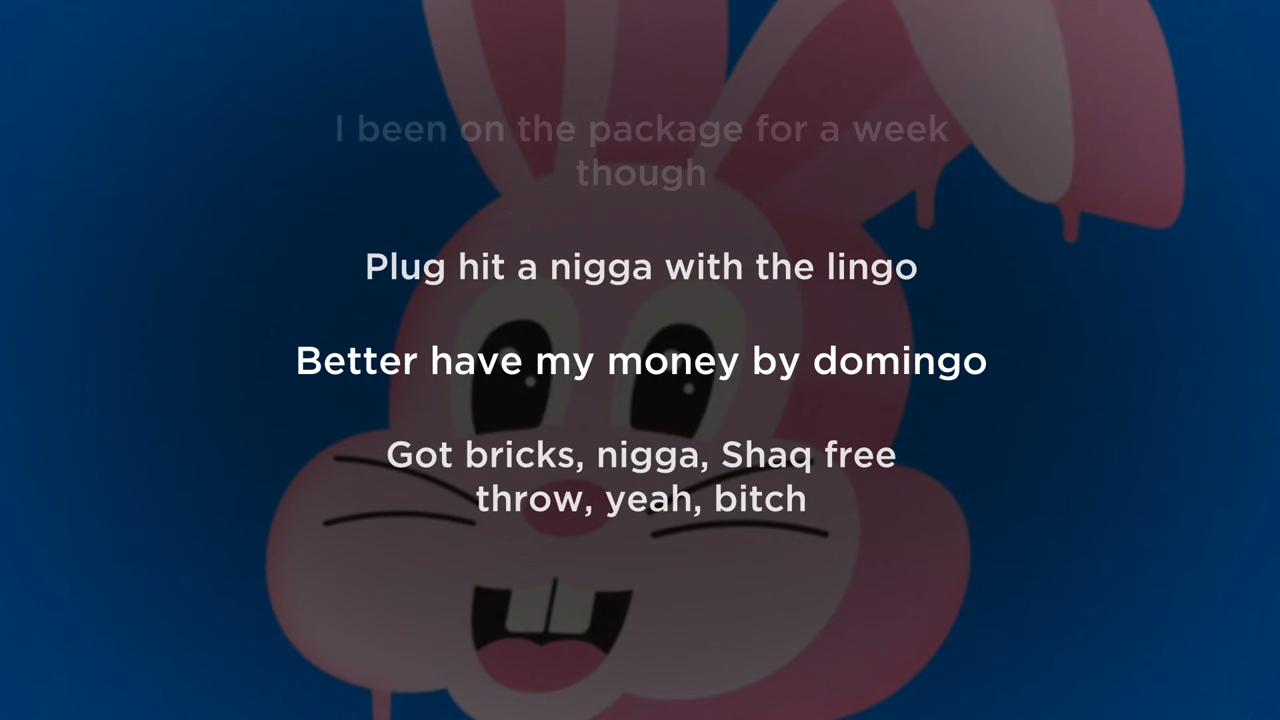 I been on the package for a week
though
Plug hit a nigga with the lingo
Better have my money by domingo
Got bricks, nigga, Shaq free
throw, yeah, bitch